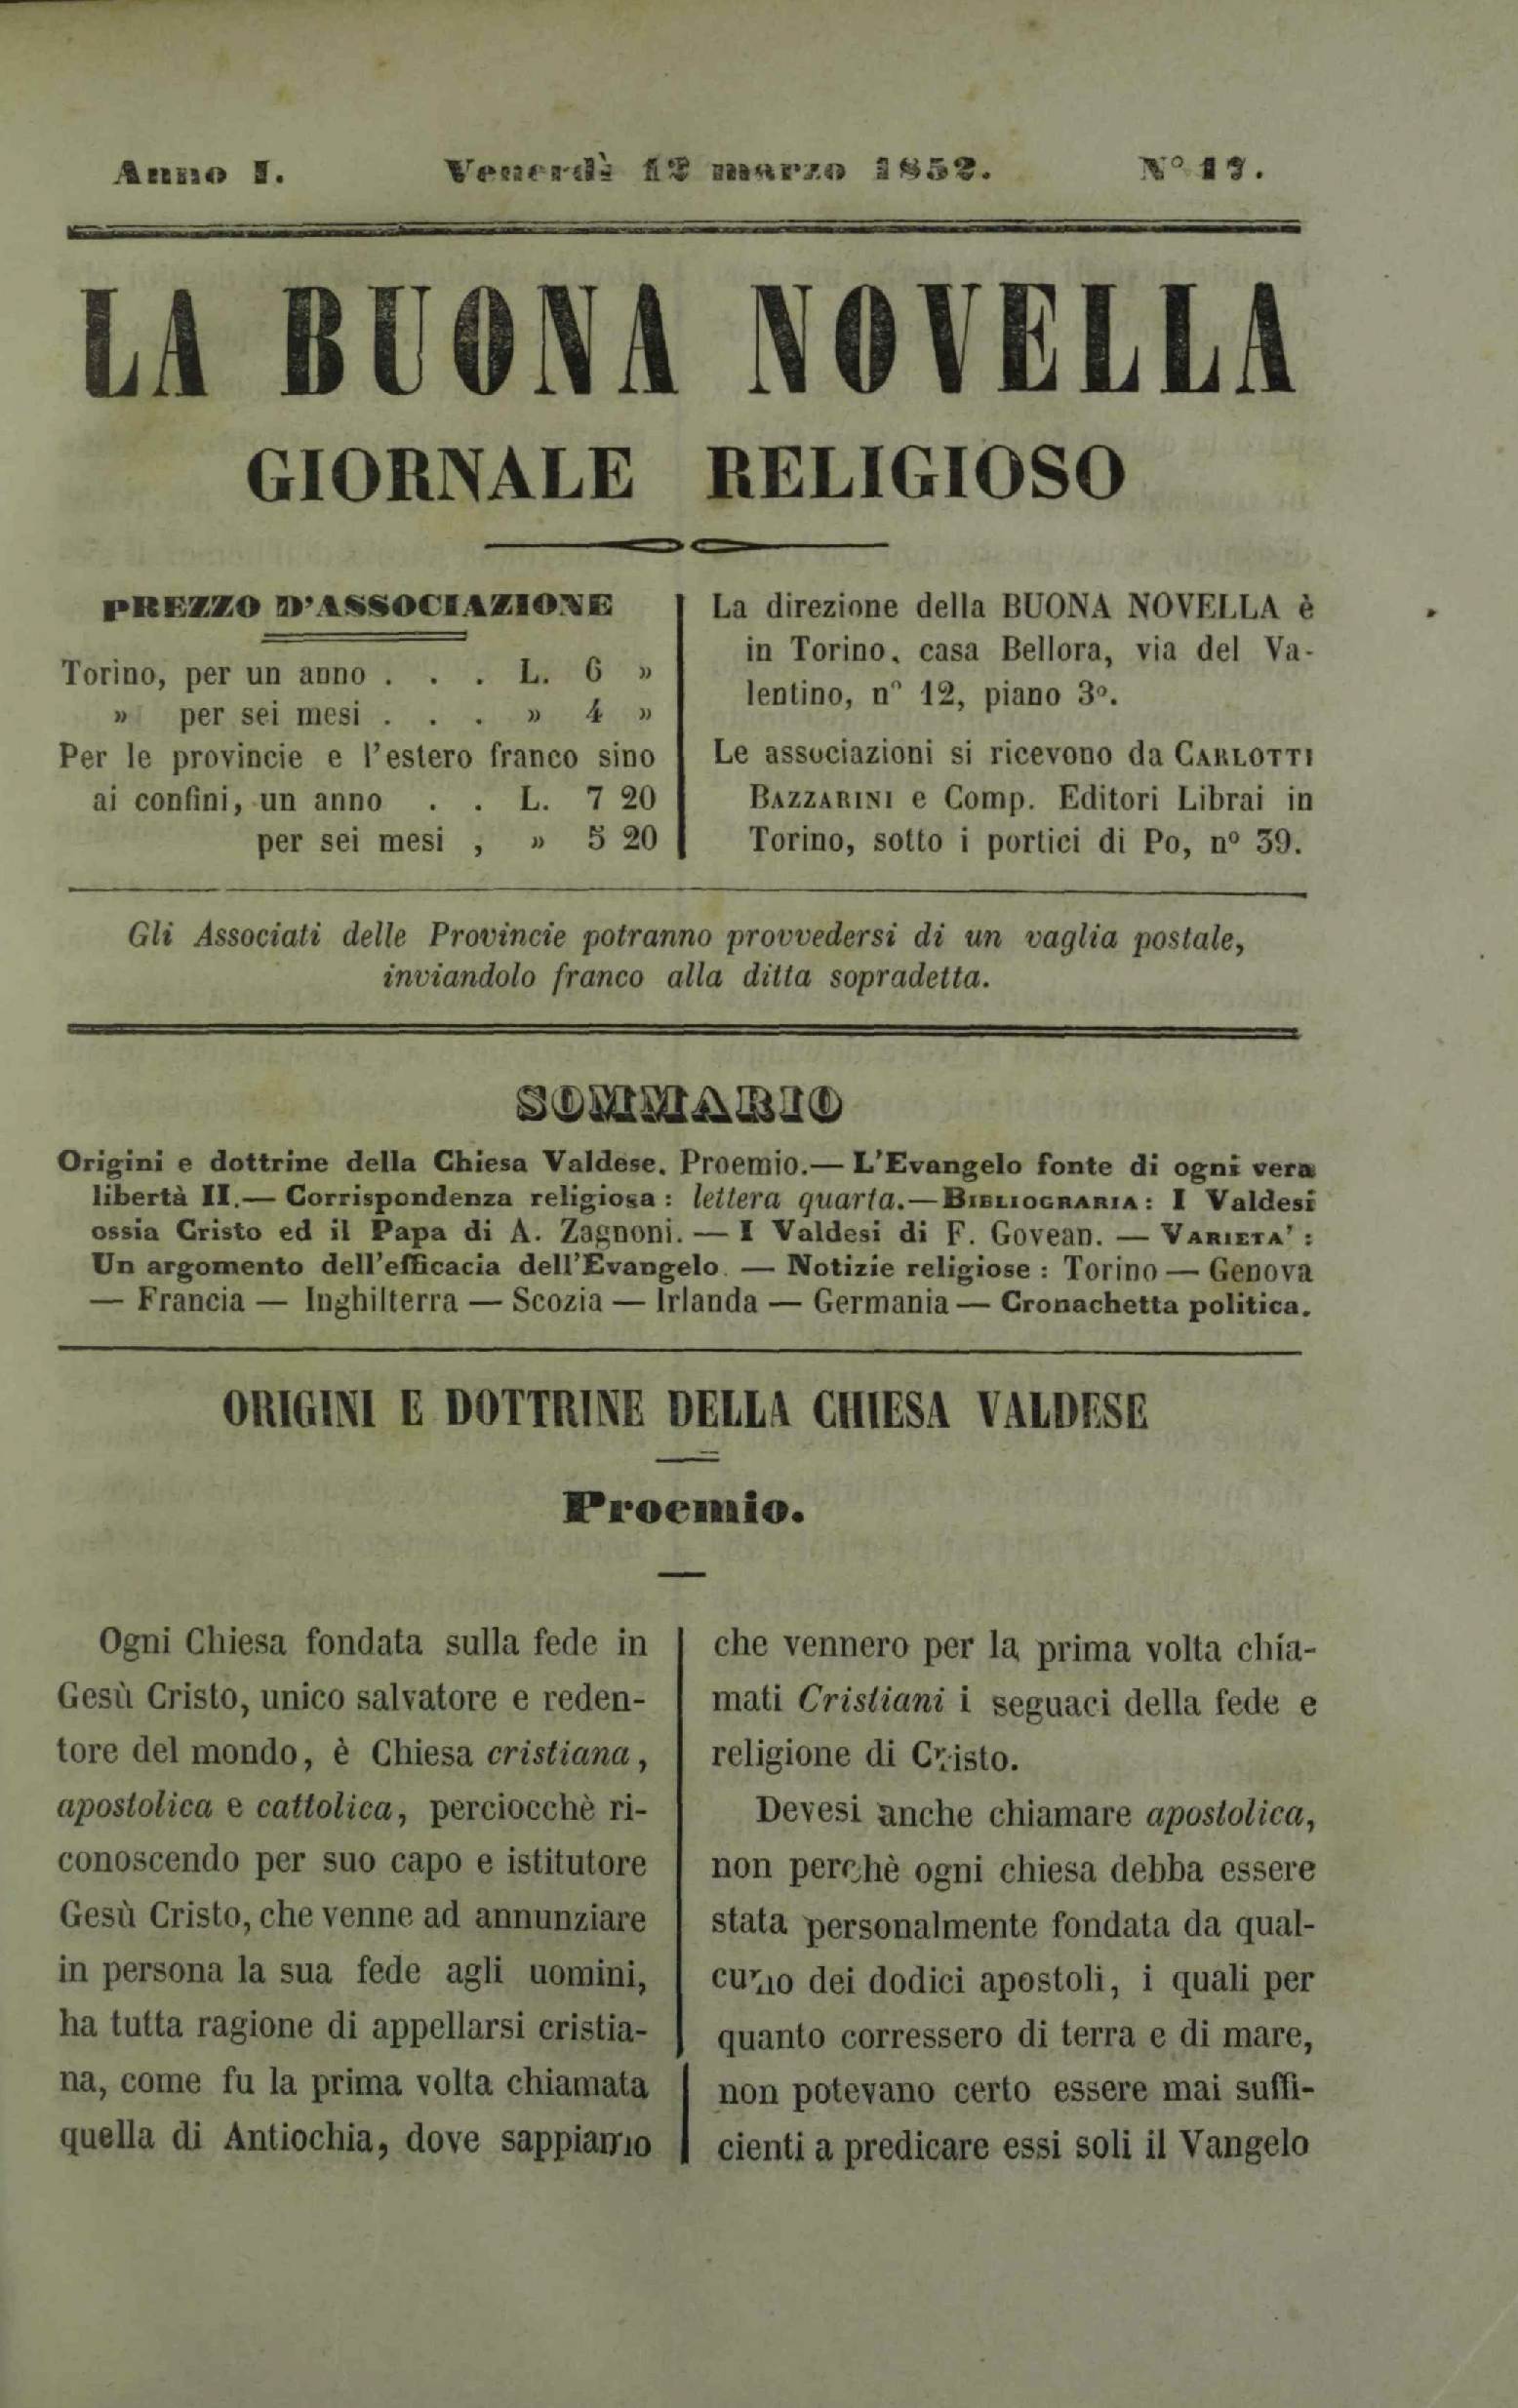 Anno I. Venerdì 12 marzo 1852. N° 17.
LA BUONA NOVELLA
GIORNALE RELIGIOSO
PREZZO D'ASSOCIAZIONE
Torino, per un anno . . . L. 6 »
» per sei mesi . . . » 4 »
Per le provincie e l'estero franco sino
ai confini, un anno . . L. 7 20
per sei mesi , » 5 20
La direzione della BUONA NOVELLA è
in Torino, casa Bellora, via del Va-
lentino, n° 12, piano 3°.
Le associazioni si ricevono da CARLOTTI
BAZZARINI e Comp. Editori Librai in
Torino, sotto i portici di Po, n° 39.
Gli Associati delle Provincie potranno provvedersi di un vaglia postale,
inviandolo franco alla ditta sopradetta.
SOMMARIO
Origini e dottrine della Chiesa Valdese. Proemio.— L'Evangelo fonte di ogni vera
libertà II.— Corrispondenza religiosa : lettera quarta.—BIBLIOGRARIA : I Valdesi
ossia Cristo ed il Papa di A. Zagnoni. — I Valdesi di F. Govean. — VARIETA' :
Un argomento dell'efficacia dell'Evangelo. — Notizie religiose : Torino — Genova
— Francia — Inghilterra — Scozia — Irlanda — Germania — Cronachetta politica.
ORIGINI E DOTTRINE DELLA CHIESA VALDESE
Proemio.
Ogni Chiesa fondata sulla fede in
Gesù Cristo, unico salvatore e reden-
tore del mondo, è Chiesa cristiana,
apostolica e cattolica, perciocchè ri-
conoscendo per suo capo e istitutore
Gesù Cristo, che venne ad annunziare
in persona la sua fede agli uomini,
ha tutta ragione di appellarsi cristia-
na, come fu la prima volta chiamata
quella di Antiochia, dove sappiamo
che vennero per la prima volta chia-
mati Cristiani i seguaci della fede e
religione di Cristo.
Devesi anche chiamare apostolica,
non perchè ogni chiesa debba essere
stata personalmente fondata da qual-
cuno dei dodici apostoli, i quali per
quanto corressero di terra e di mare,
non potevano certo essere mai suffi-
cienti a predicare essi soli il Vangelo